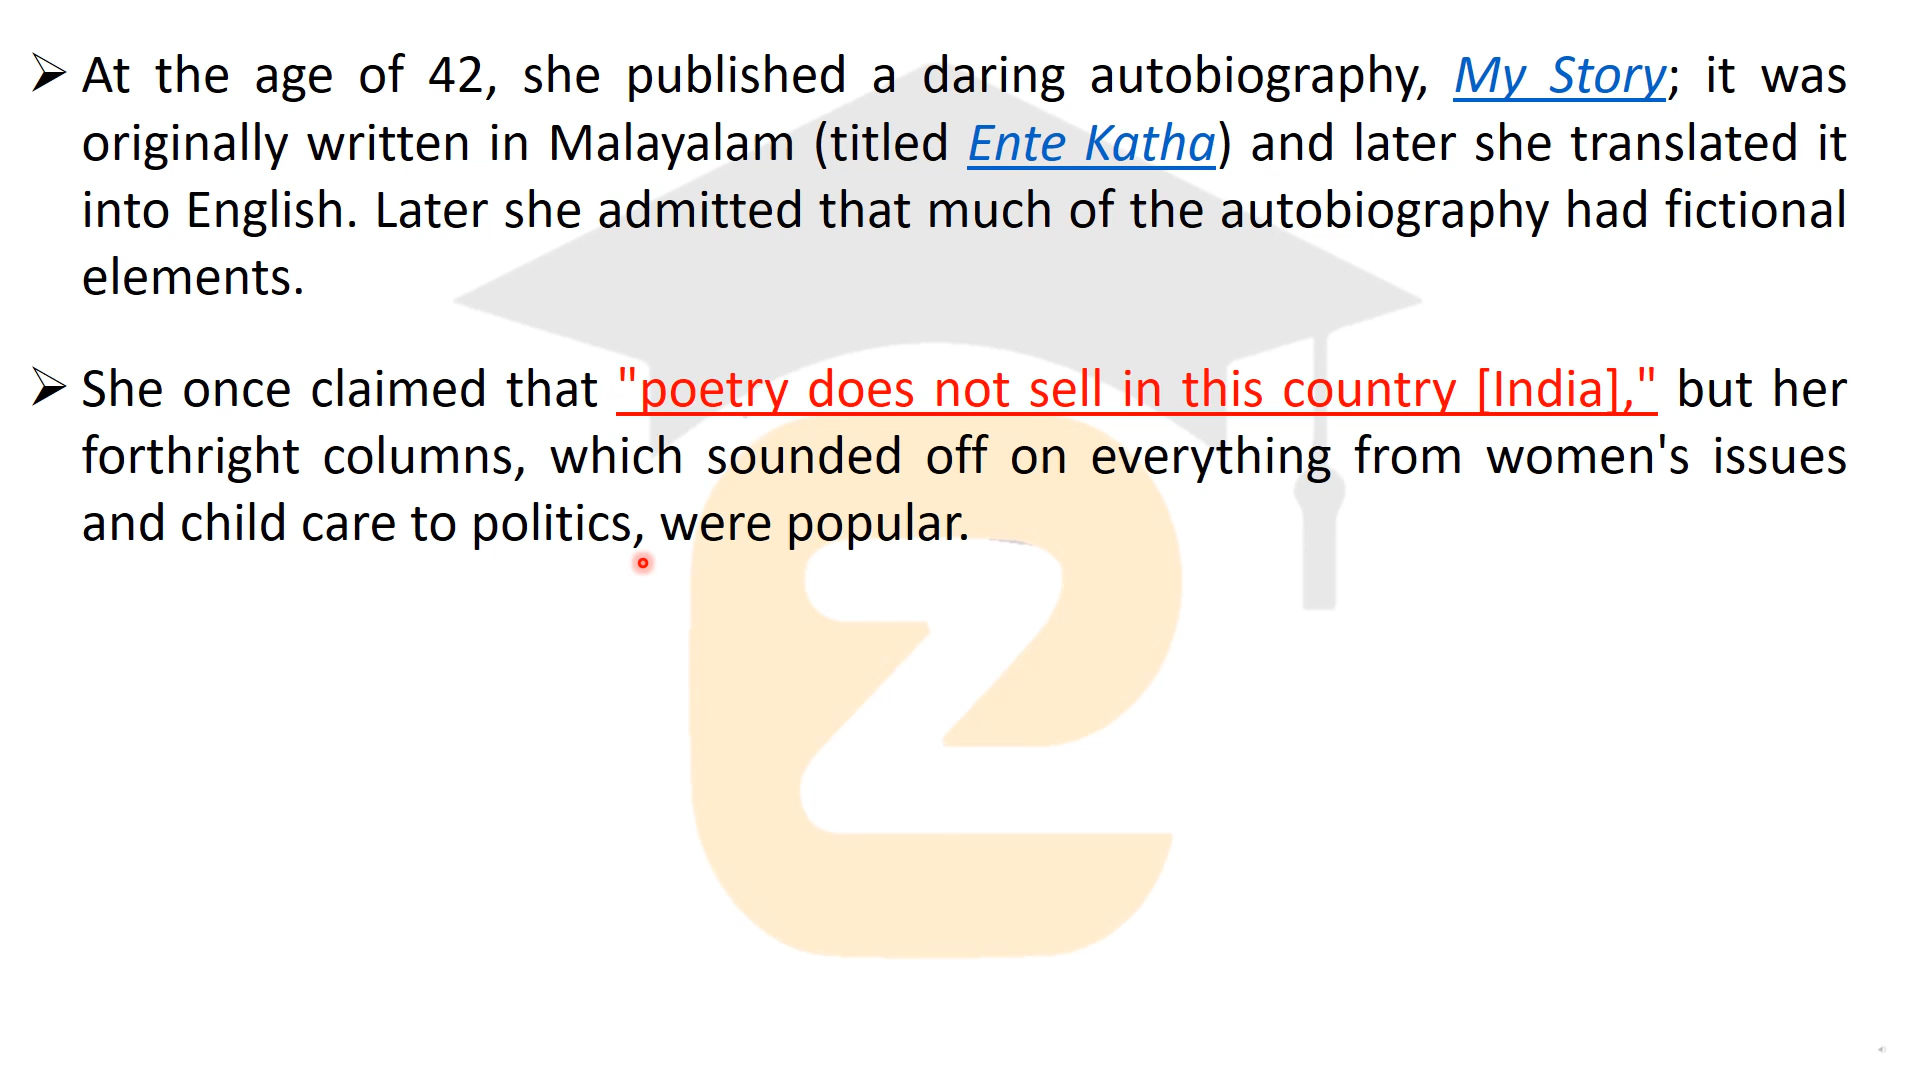 ➢ At the age of 42, she published a daring autobiography, My Story; it was
originally written in Malayalam (titled Ente Katha) and later she translated it
into English. Later she admitted that much of the autobiography had fictional
elements.
➢ She once claimed that "poetry does not sell in this country [India]," but her
forthright columns, which sounded off on everything from women's issues
and child care to politics, were popular.